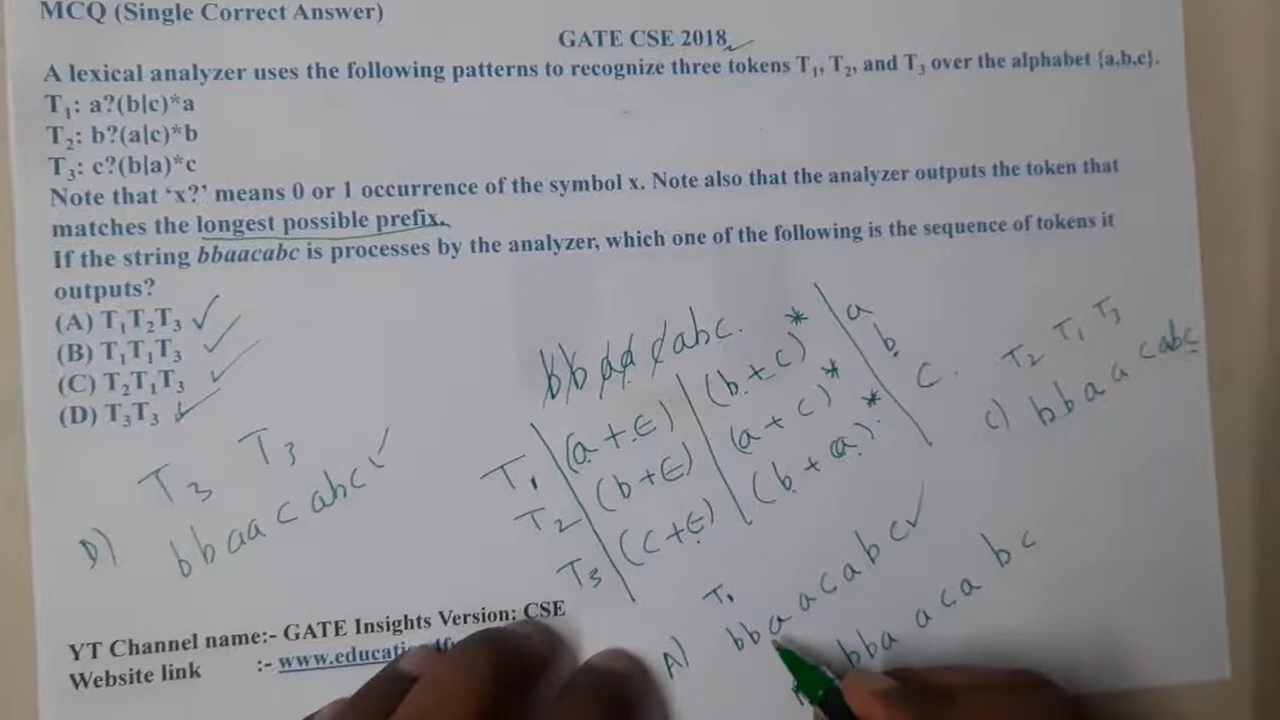 MCQ (Single Correct Answer)
GATE CSE 2018
A lexical analyzer uses the following patterns to recognize three tokens T₁, T₂, and T₃ over the alphabet {a,b,c}.
T₁: a?(b|c)*a
T₂: b?(a|c)*b
T₃: c?(b|a)*c
Note that ‘x?’ means 0 or 1 occurrence of the symbol x. Note also that the analyzer outputs the token that
matches the longest possible prefix.
If the string bbaacabc is processes by the analyzer, which one of the following is the sequence of tokens it
outputs?
(A) T₁T₂T₃ ✓
(B) T₁T₁T₃ ✓
(C) T₂T₁T₃ ✓
(D) T₃T₃ ✓
bbaacabc.
T₁ | (a+ε) | (b+c)* | a
T₂ | (b+ε) | (a+c)* | b
T₃ | (c+ε) | (b+a)* | c.
T₂ T₁ T₃
C) bbaacabc
T₃ T₃
D) bbaacabc ✓
T₁
A) bbaacabc ✓
bbaacabc
YT Channel name:- GATE Insights Version: CSE
Website link :- www.educati